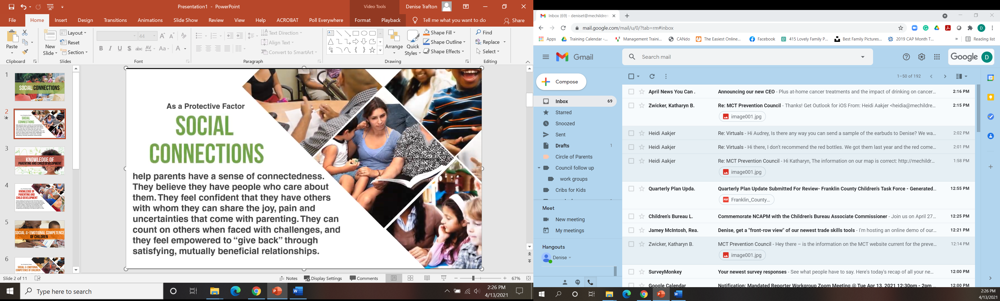 Presentation1 - PowerPoint
Video Tools
Denise Trafton
File Home Insert Design Transitions Animations Slide Show Review View Help ACROBAT Poll Everywhere Format Playback Tell me what you want to do Share
Paste
New Slide
Layout
Reset
Section
44
Text Direction
Align Text
Convert to SmartArt
Arrange
Quick Styles
Shape Fill
Shape Outline
Shape Effects
Find
Replace
Select
Clipboard Slides Font Paragraph Drawing Editing
1
SOCIAL CONNECTIONS
2
SOCIAL
CONNECTIONS
3
KNOWLEDGE OF
PARENTING AND CHILD DEVELOPMENT
4
KNOWLEDGE OF
PARENTING AND
CHILD DEVELOPMENT
5
SOCIAL & EMOTIONAL COMPETENCE
OF CHILDREN
6
SOCIAL & EMOTIONAL
COMPETENCE OF CHILDREN
As a Protective Factor
SOCIAL
CONNECTIONS
help parents have a sense of connectedness.
They believe they have people who care about
them. They feel confident that they have others
with whom they can share the joy, pain and
uncertainties that come with parenting. They can
count on others when faced with challenges, and
they feel empowered to “give back” through
satisfying, mutually beneficial relationships.
Slide 2 of 11
Notes Display Settings Comments 67%
Type here to search
2:26 PM
4/13/2021
Inbox (69) - deniset@mechildren
mail.google.com/mail/u/0/?tab=rm#inbox
D
Apps Training Calendar -... Management Traini... CANdo The Easiest Online... Facebook 415 Lovely Family P... Best Family Pictures... 2019 CAP Month T... » Reading list
Gmail
Search mail
Google D
Compose
1–50 of 192
Inbox 69
Starred
Snoozed
Sent
Drafts 1
Circle of Parents
Council follow up
work groups
Cribs for Kids
Meet
New meeting
My meetings
Hangouts
Denise
April News You Can . Announcing our new CEO - Plus at-home cancer treatments and the impact of drinking on cancer... 2:16 PM
Zwicker, Katharyn B. Re: MCT Prevention Council - Thanks! Get Outlook for iOS From: Heidi Aakjer <heidia@mechildre... 2:15 PM
image001.jpg
Heidi Aakjer Re: Virtuals - Hi Audrey, Is there any way you can send a sample of the earbuds to Denise? We wa... 2:02 PM
Heidi Aakjer Re: Virtuals - Hi there, I don't recommend the red bottles. We got them last year and the red come... 2:01 PM
Heidi Aakjer Re: MCT Prevention Council - Hi Katharyn, The information on our map is correct: http://mechildr... 1:58 PM
image001.jpg
Quarterly Plan Upda. Quarterly Plan Update Submitted For Review- Franklin County Children's Task Force - Generated... 12:55 PM
PDF Franklin_County...
Children's Bureau L. Commemorate NCAPM with the Children’s Bureau Associate Commissioner - Join us on April 27... 12:25 PM
Jamey McIntosh, Rea. Denise, get a "front-row view" of our newest trade skills tools - I'm hosting an online demo of our... 12:21 PM
Zwicker, Katharyn B. MCT Prevention Council - Hey there – is the information on the MCT website current for the preve... 12:14 PM
image001.jpg
SurveyMonkey Your newest survey responses - See what people have to say. Here's today's recap of all your ne... 12:00 PM
Google Calendar Notification: Mandated Reporter Workgroup Zoom Meeting @ Tue Apr 13, 2021 12:30pm - 2pm 12:00 PM
31
2:26 PM
4/13/2021